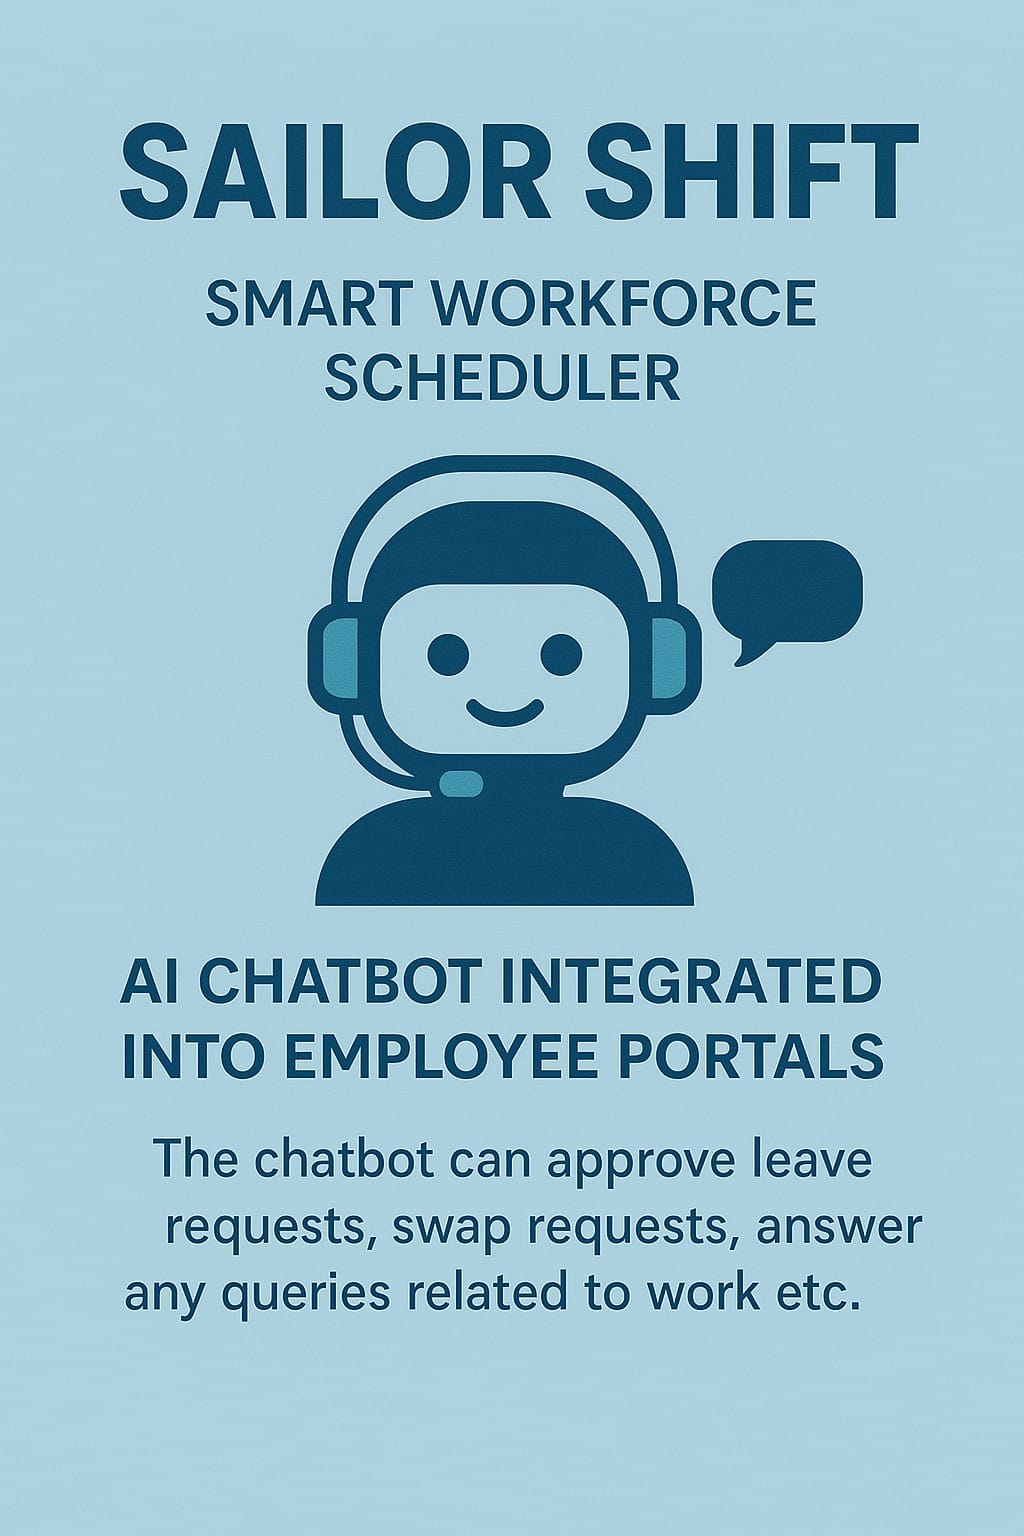 SAILOR SHIFT
SMART WORKFORCE
SCHEDULER
AI CHATBOT INTEGRATED
INTO EMPLOYEE PORTALS
The chatbot can approve leave
requests, swap requests, answer
any queries related to work etc.